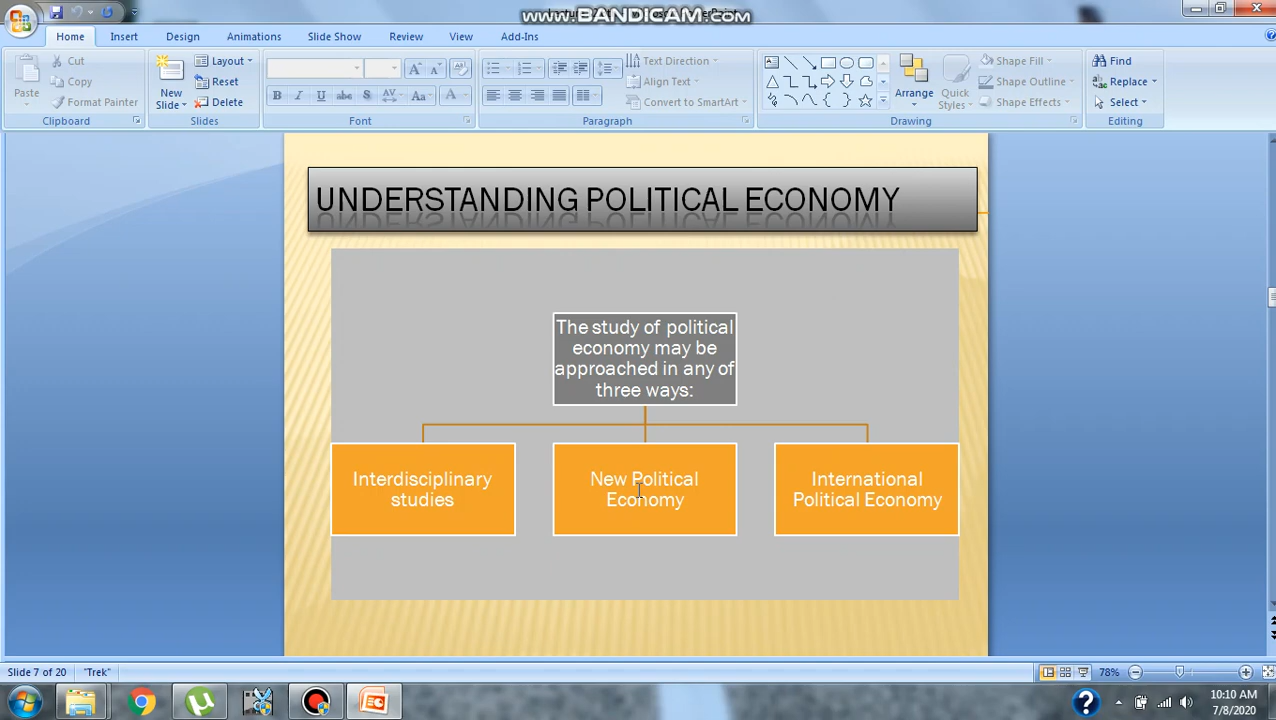 www.BANDICAM.com
Home Insert Design Animations Slide Show Review View Add-Ins
Paste
Cut
Copy
Format Painter
Clipboard
New
Slide
Layout
Reset
Delete
Slides
B I U abc S AV Aa A
Font
Text Direction
Align Text
Convert to SmartArt
Paragraph
Arrange
Quick
Styles
Shape Fill
Shape Outline
Shape Effects
Drawing
Find
Replace
Select
Editing
UNDERSTANDING POLITICAL ECONOMY
The study of political
economy may be
approached in any of
three ways:
Interdisciplinary
studies
New Political
Economy
International
Political Economy
Slide 7 of 20 "Trek" 78%
10:10 AM
7/8/2020